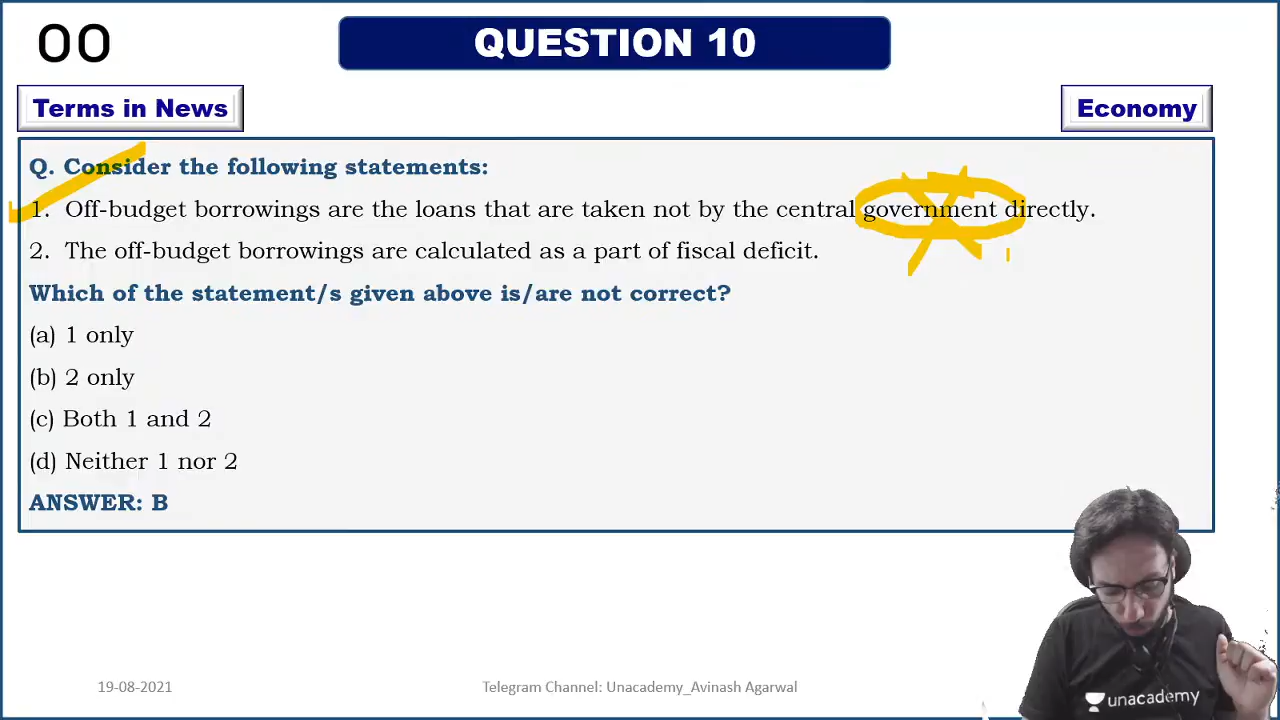 00
QUESTION 10
Terms in News
Economy
Q. Consider the following statements:
1. Off-budget borrowings are the loans that are taken not by the central government directly.
2. The off-budget borrowings are calculated as a part of fiscal deficit.
Which of the statement/s given above is/are not correct?
(a) 1 only
(b) 2 only
(c) Both 1 and 2
(d) Neither 1 nor 2
ANSWER: B
unacademy
19-08-2021
Telegram Channel: Unacademy_Avinash Agarwal